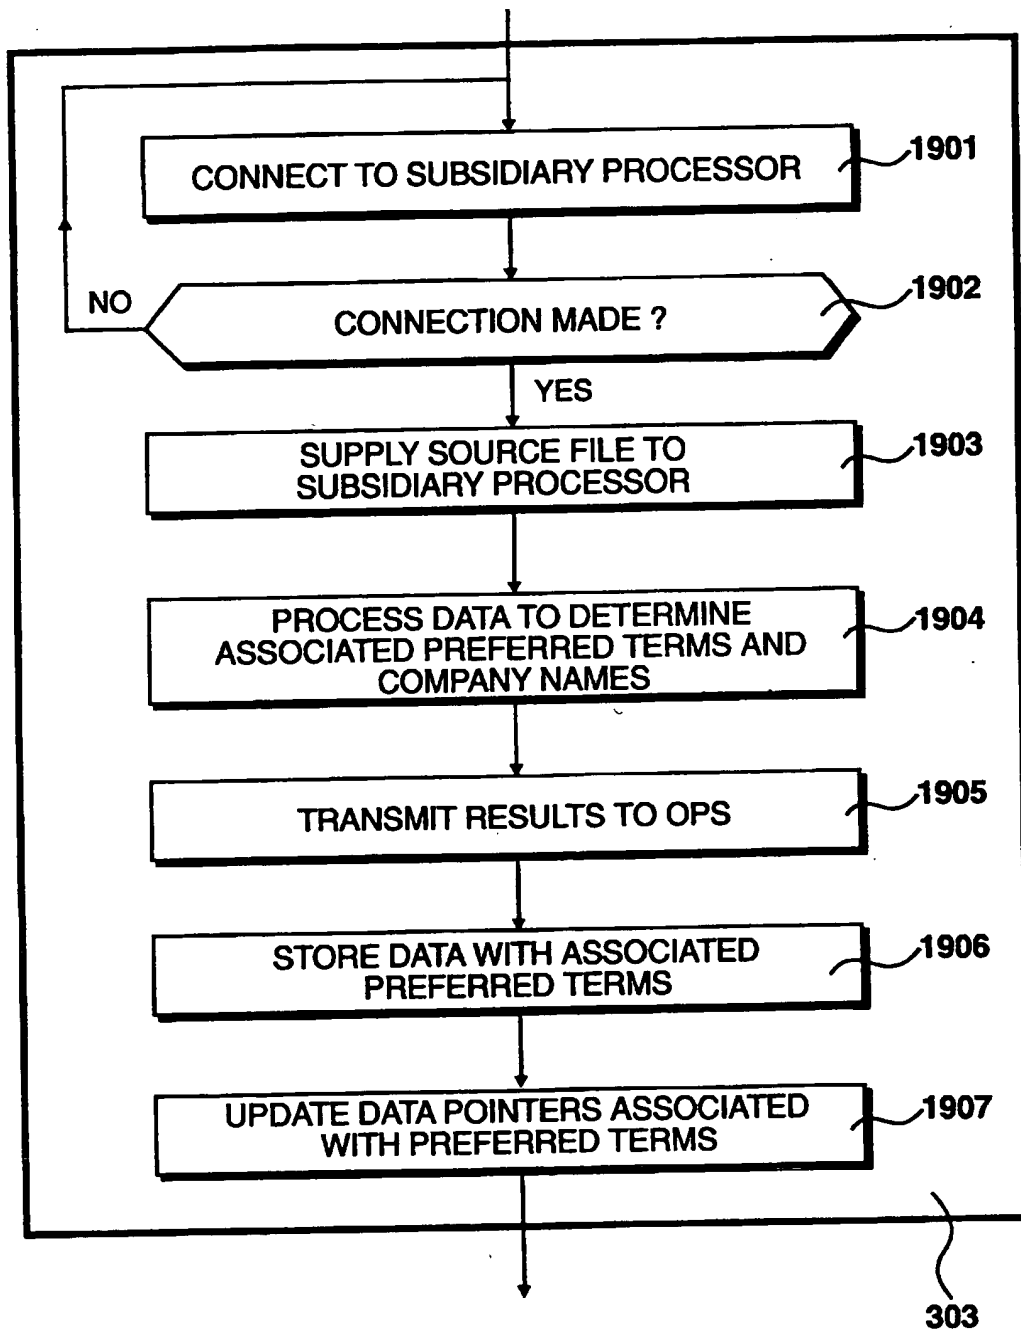 CONNECT TO SUBSIDIARY PROCESSOR
1901
CONNECTION MADE ?
1902
NO
YES
SUPPLY SOURCE FILE TO
SUBSIDIARY PROCESSOR
1903
PROCESS DATA TO DETERMINE
ASSOCIATED PREFERRED TERMS AND
COMPANY NAMES
1904
TRANSMIT RESULTS TO OPS
1905
STORE DATA WITH ASSOCIATED
PREFERRED TERMS
1906
UPDATE DATA POINTERS ASSOCIATED
WITH PREFERRED TERMS
1907
303